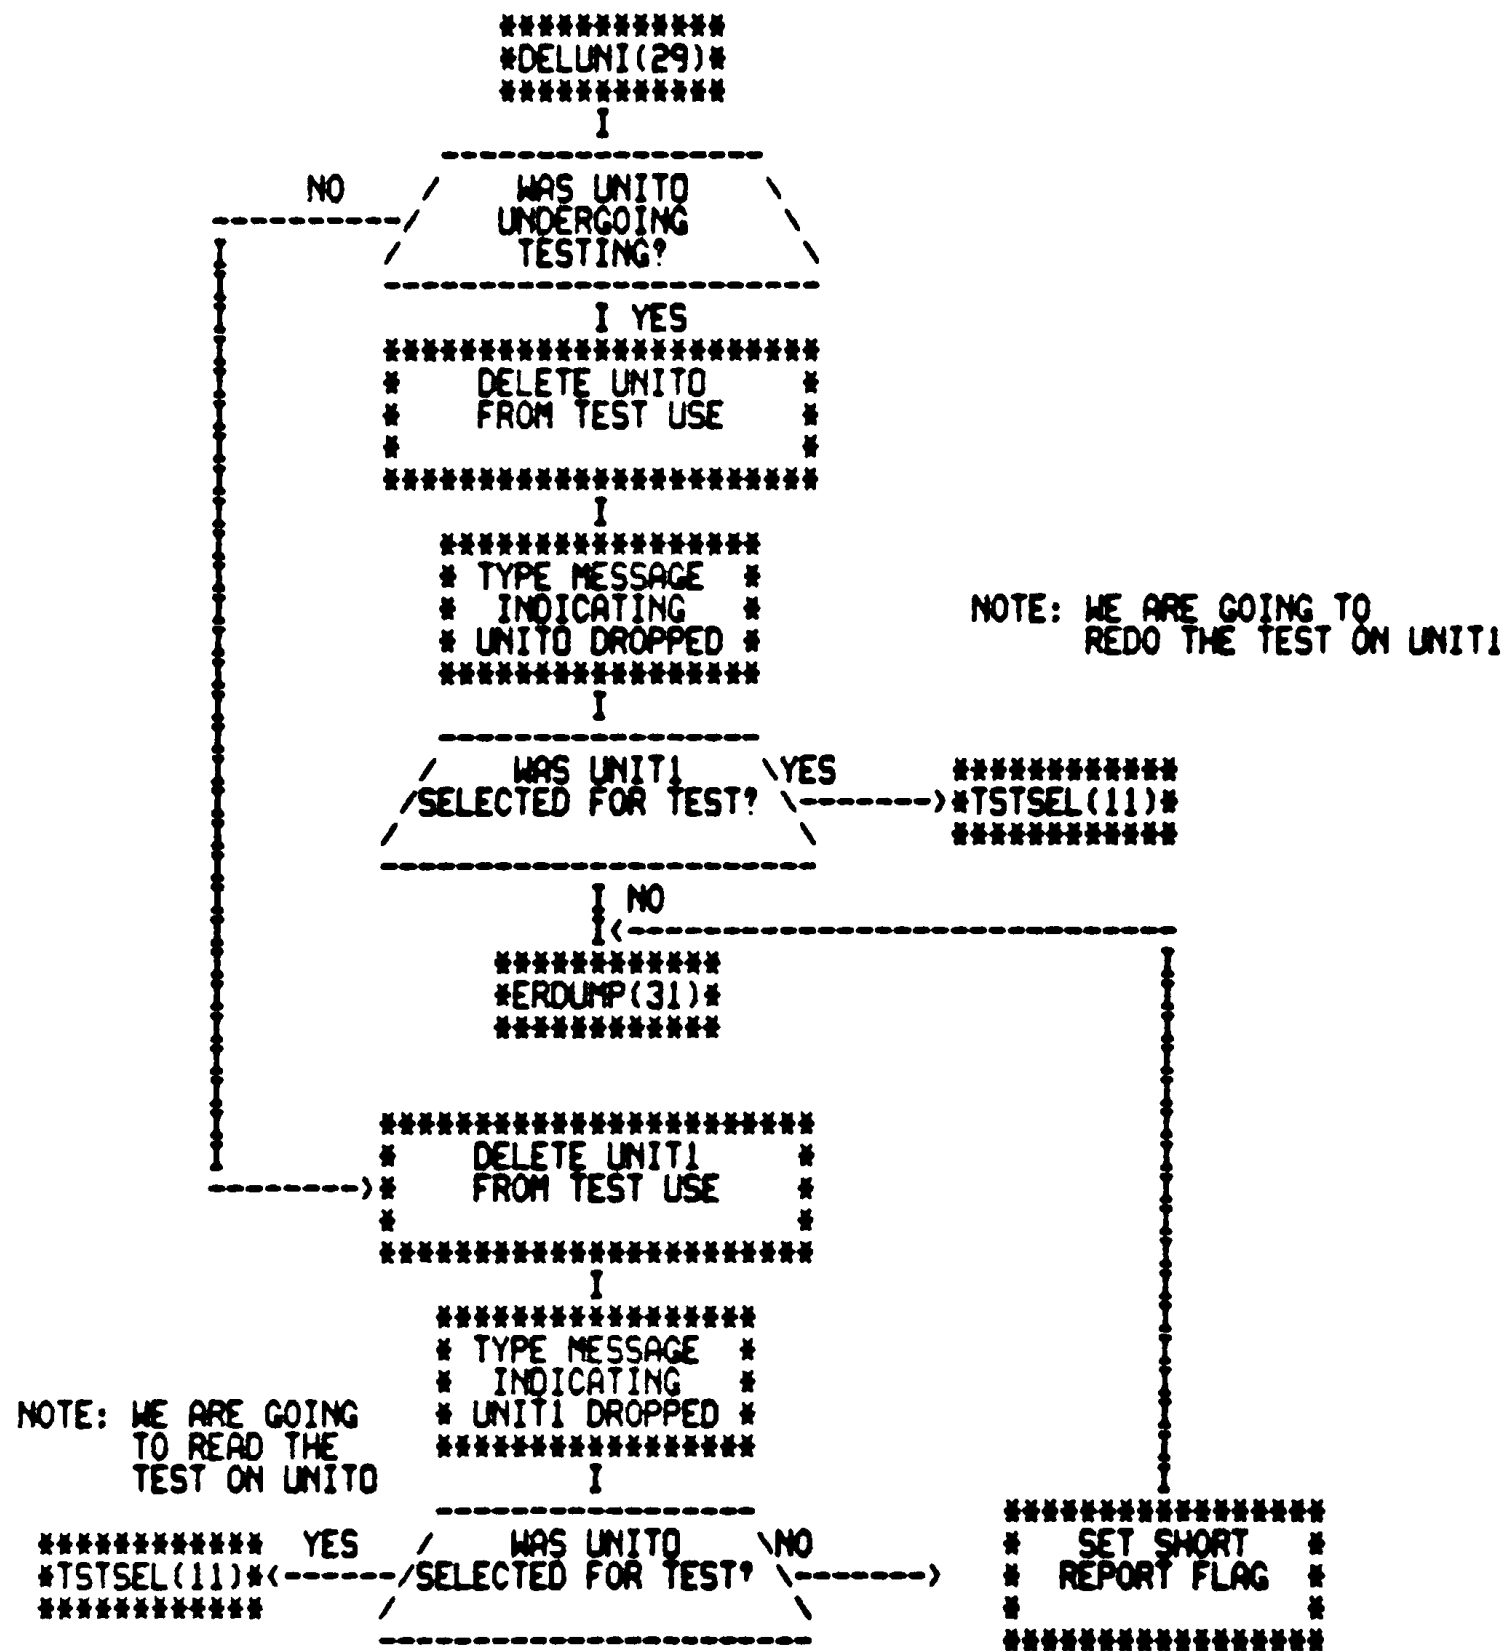 *DELUNI(29)*
NO
WAS UNIT0
UNDERGOING
TESTING?
I YES
DELETE UNIT0
FROM TEST USE
TYPE MESSAGE
INDICATING
UNIT0 DROPPED
NOTE: WE ARE GOING TO
REDO THE TEST ON UNIT1
WAS UNIT1
SELECTED FOR TEST?
YES
*TSTSEL(11)*
NO
*ERDUMP(31)*
DELETE UNIT1
FROM TEST USE
TYPE MESSAGE
INDICATING
UNIT1 DROPPED
NOTE: WE ARE GOING
TO READ THE
TEST ON UNIT0
YES
*TSTSEL(11)*
WAS UNIT0
SELECTED FOR TEST?
NO
SET SHORT
REPORT FLAG